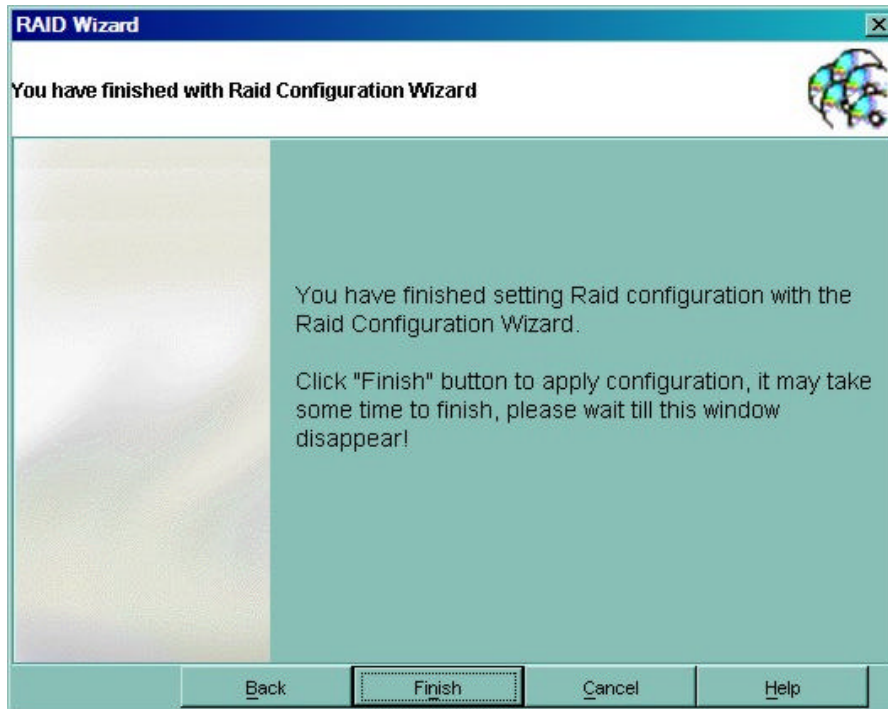 RAID Wizard
You have finished with Raid Configuration Wizard
You have finished setting Raid configuration with the
Raid Configuration Wizard.
Click "Finish" button to apply configuration, it may take
some time to finish, please wait till this window
disappear!
Back
Finish
Cancel
Help